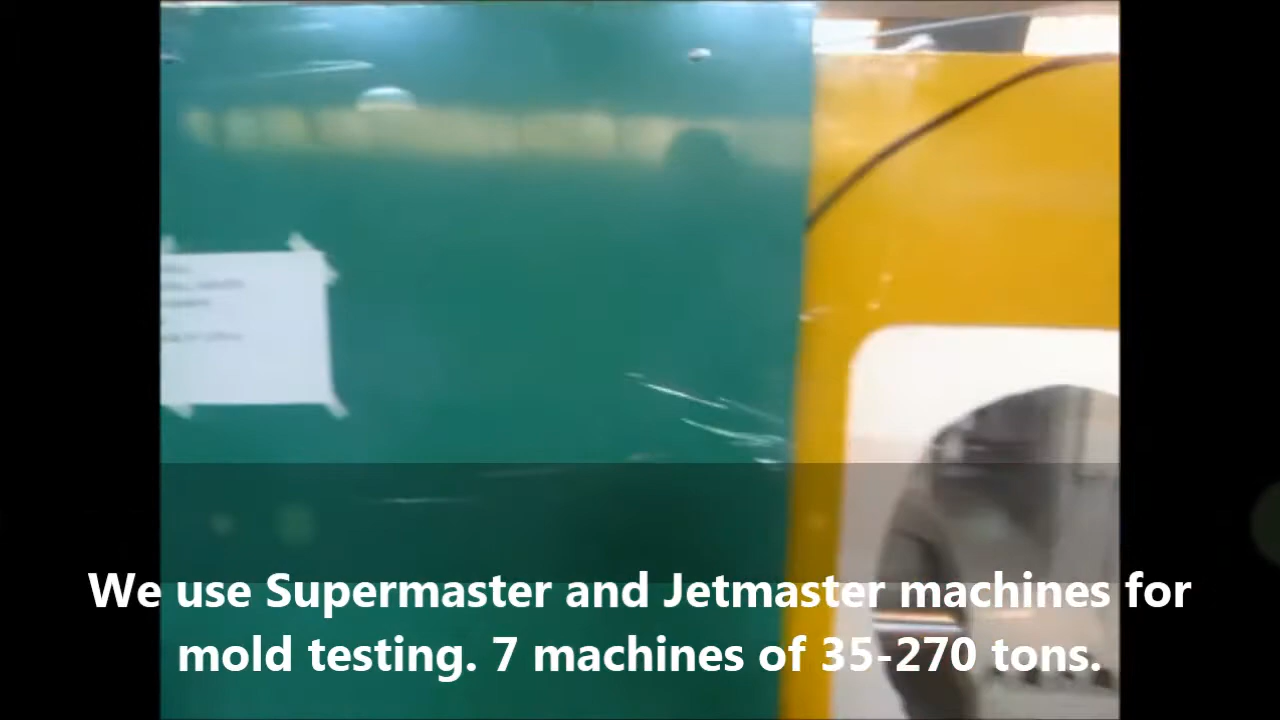 We use Supermaster and Jetmaster machines for
mold testing. 7 machines of 35-270 tons.